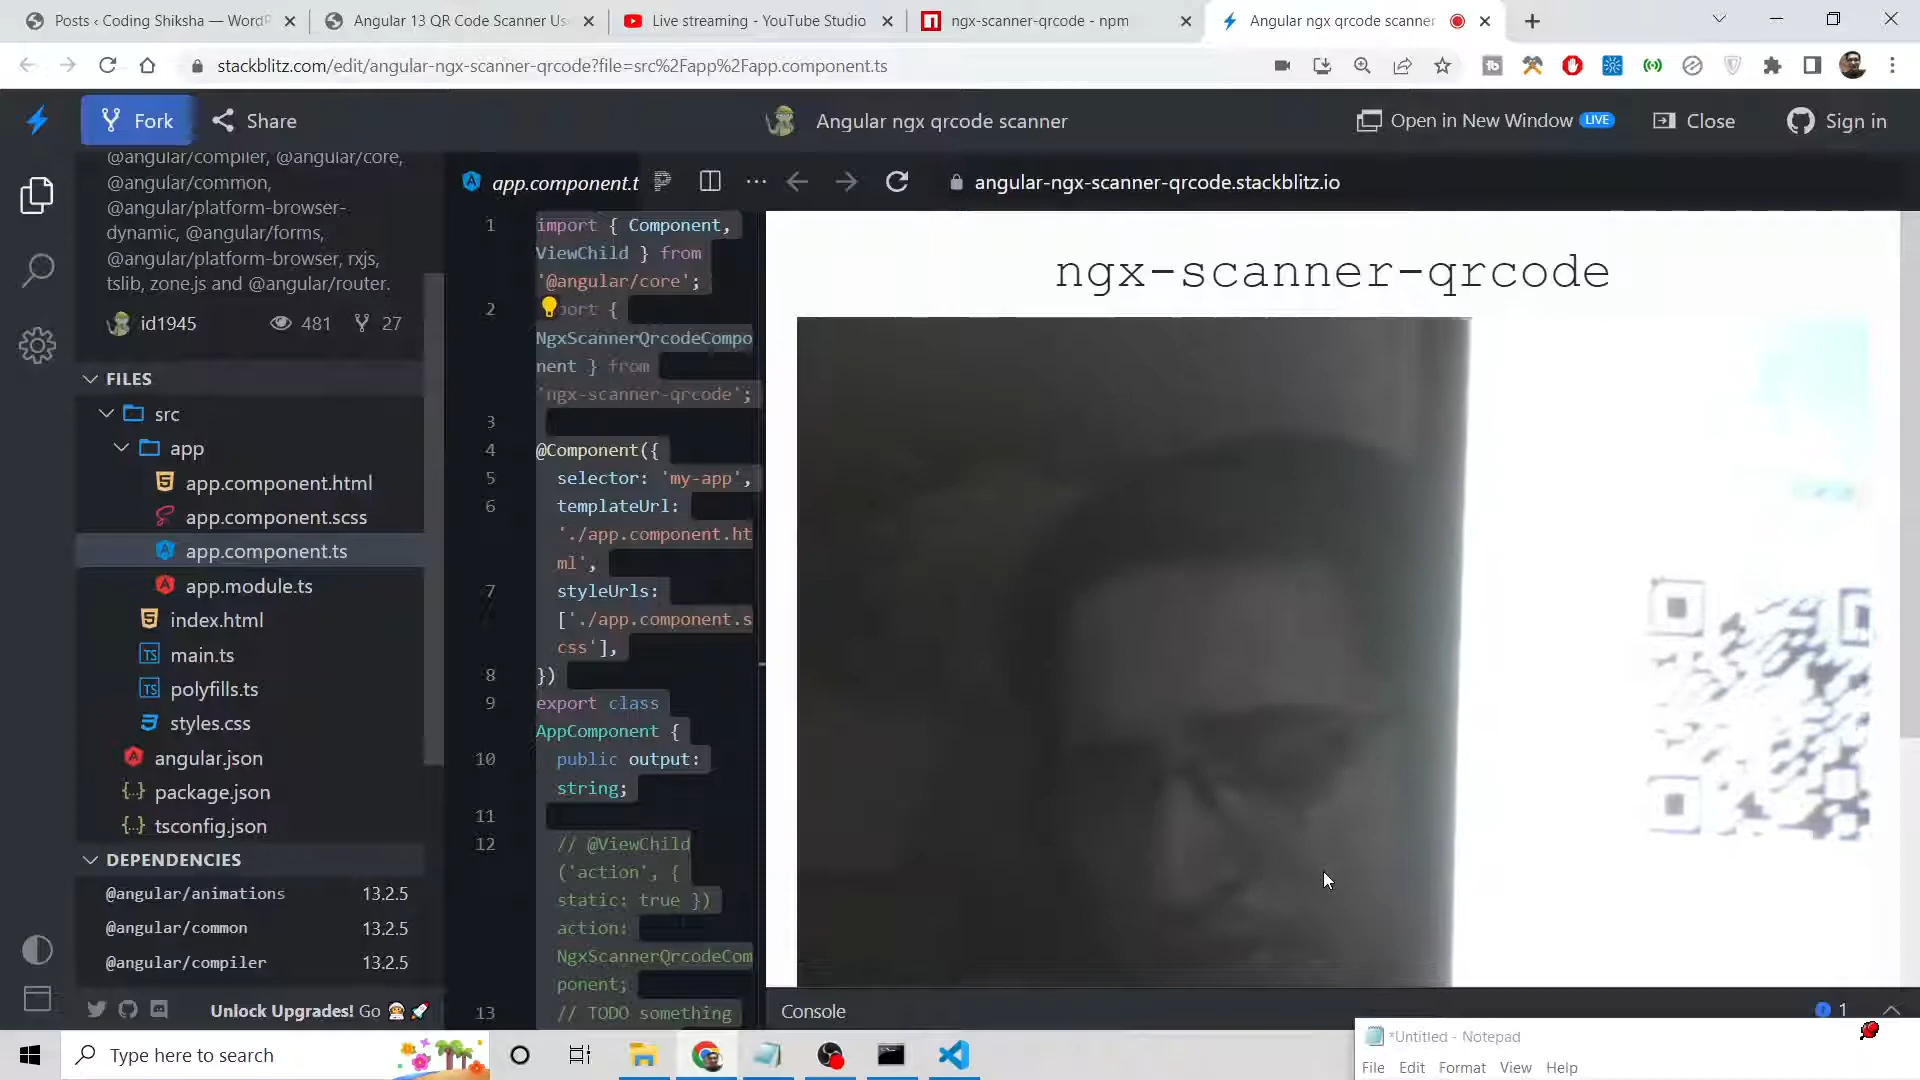 Posts ‹ Coding Shiksha — WordP
Angular 13 QR Code Scanner Us
Live streaming - YouTube Studio
ngx-scanner-qrcode - npm
Angular ngx qrcode scanner
stackblitz.com/edit/angular-ngx-scanner-qrcode?file=src%2Fapp%2Fapp.component.ts
Fork
Share
Angular ngx qrcode scanner
Open in New Window LIVE
Close
Sign in
@angular/compiler, @angular/core,
@angular/common,
@angular/platform-browser-
dynamic, @angular/forms,
@angular/platform-browser, rxjs,
tslib, zone.js and @angular/router.
id1945 481 27
FILES
src
app
app.component.html
app.component.scss
app.component.ts
app.module.ts
index.html
main.ts
polyfills.ts
styles.css
angular.json
package.json
tsconfig.json
DEPENDENCIES
@angular/animations 13.2.5
@angular/common 13.2.5
@angular/compiler 13.2.5
Unlock Upgrades! Go
app.component.t
1 import { Component,
ViewChild } from
'@angular/core';
2 port {
NgxScannerQrcodeCompo
nent } from
'ngx-scanner-qrcode';
3
4 @Component({
5 selector: 'my-app',
6 templateUrl:
'./app.component.ht
ml',
7 styleUrls:
['./app.component.s
css'],
8 })
9 export class
AppComponent {
10 public output:
string;
11
12 // @ViewChild
('action', {
static: true })
action:
NgxScannerQrcodeCom
ponent;
13 // TODO something
angular-ngx-scanner-qrcode.stackblitz.io
ngx-scanner-qrcode
Console
1
Type here to search
*Untitled - Notepad
File Edit Format View Help